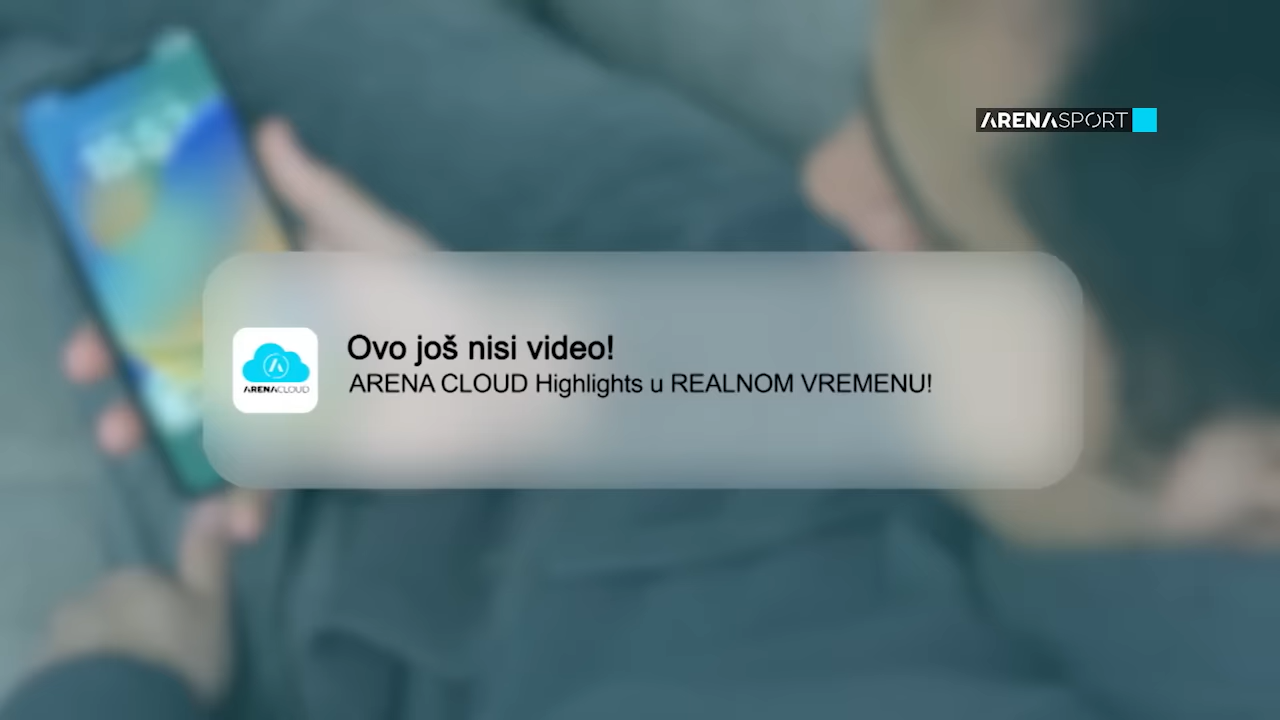 ARENASPORT
Ovo još nisi video!
ARENA CLOUD Highlights u REALNOM VREMENU!
ARENACLOUD